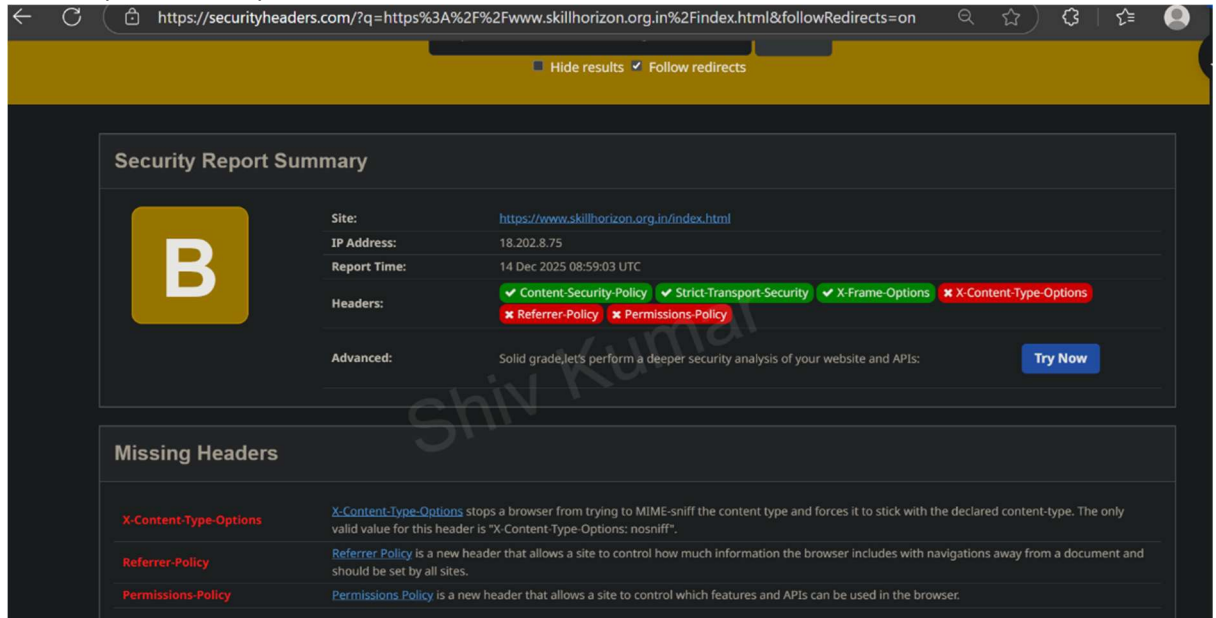 https://securityheaders.com/?q=https%3A%2F%2Fwww.skillhorizon.org.in%2Findex.html&followRedirects=on
Hide results Follow redirects
Security Report Summary
B
Site: https://www.skillhorizon.org.in/index.html
IP Address: 18.202.8.75
Report Time: 14 Dec 2025 08:59:03 UTC
Headers: Content-Security-Policy Strict-Transport-Security X-Frame-Options X-Content-Type-Options
Referrer-Policy Permissions-Policy
Advanced: Solid grade,let's perform a deeper security analysis of your website and APIs: Try Now
Shiv Kumar
Missing Headers
X-Content-Type-Options X-Content-Type-Options stops a browser from trying to MIME-sniff the content type and forces it to stick with the declared content-type. The only
valid value for this header is "X-Content-Type-Options: nosniff".
Referrer-Policy Referrer Policy is a new header that allows a site to control how much information the browser includes with navigations away from a document and
should be set by all sites.
Permissions-Policy Permissions Policy is a new header that allows a site to control which features and APIs can be used in the browser.